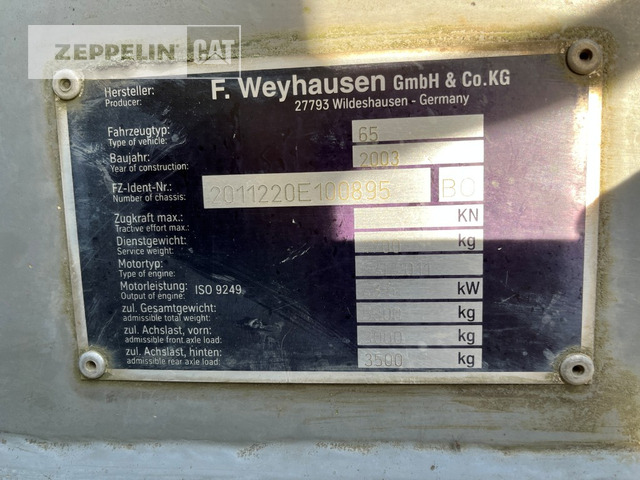 ZEPPELIN CAT
Hersteller: F. Weyhausen GmbH & Co.KG
Producer: 27793 Wildeshausen - Germany
Fahrzeugtyp: 65
Type of vehicle:
Baujahr: 2003
Year of construction:
FZ-Ident-Nr.: 2011220E100895 BC
Number of chassis:
Zugkraft max.: KN
Tractive effort max.:
Dienstgewicht: kg
Service weight:
Motortyp:
Type of engine:
Motorleistung: ISO 9249 kW
Output of engine:
zul. Gesamtgewicht: kg
admissible total weight:
zul. Achslast, vorn: kg
admissible front axle load:
zul. Achslast, hinten: 3500 kg
admissible rear axle load: